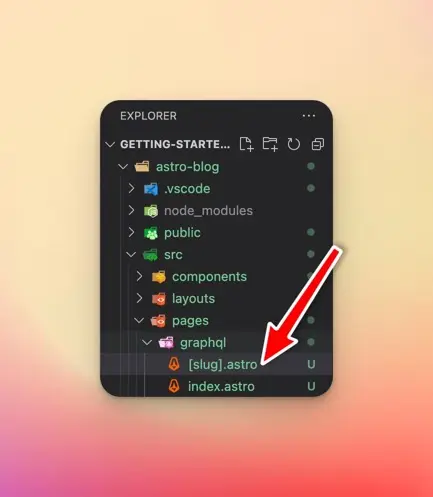 EXPLORER
GETTING-STARTE...
astro-blog
.vscode
node_modules
public
src
components
layouts
pages
graphql
[slug].astro U
index.astro U